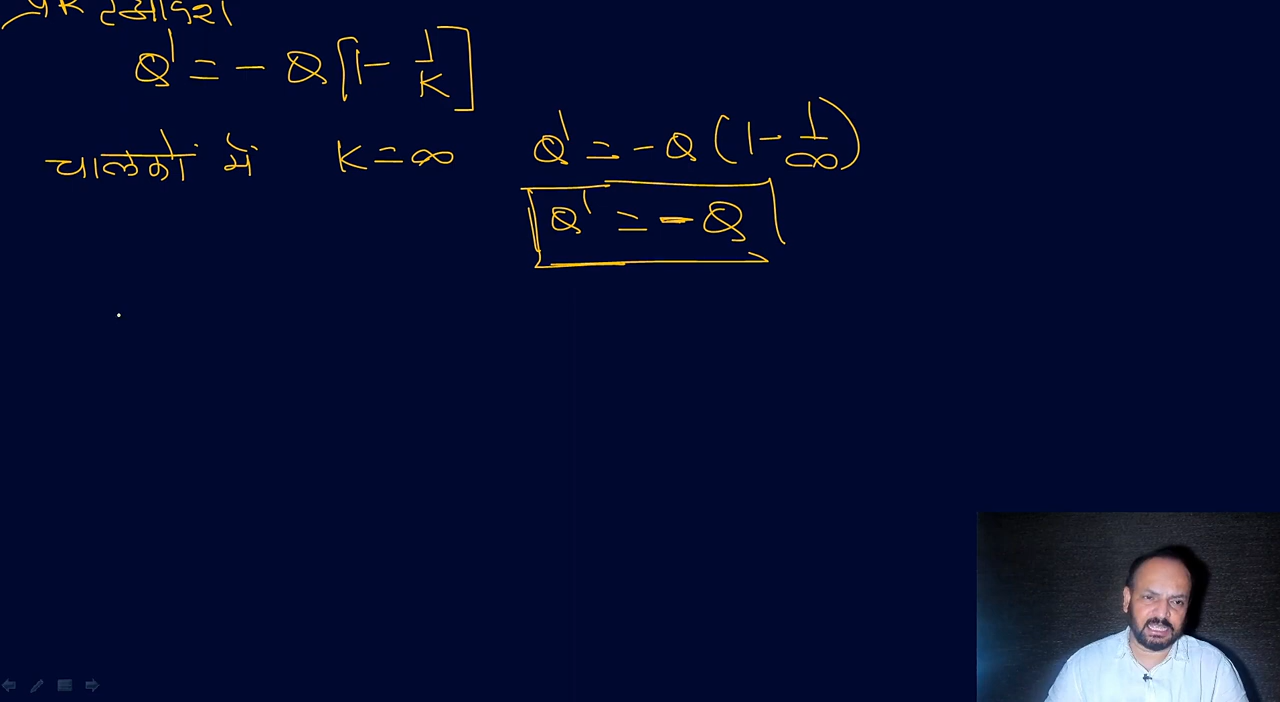 Q' = - Q [1 - 1/K]
चालकों में K = ∞ Q' = - Q (1 - 1/∞)
Q' = - Q